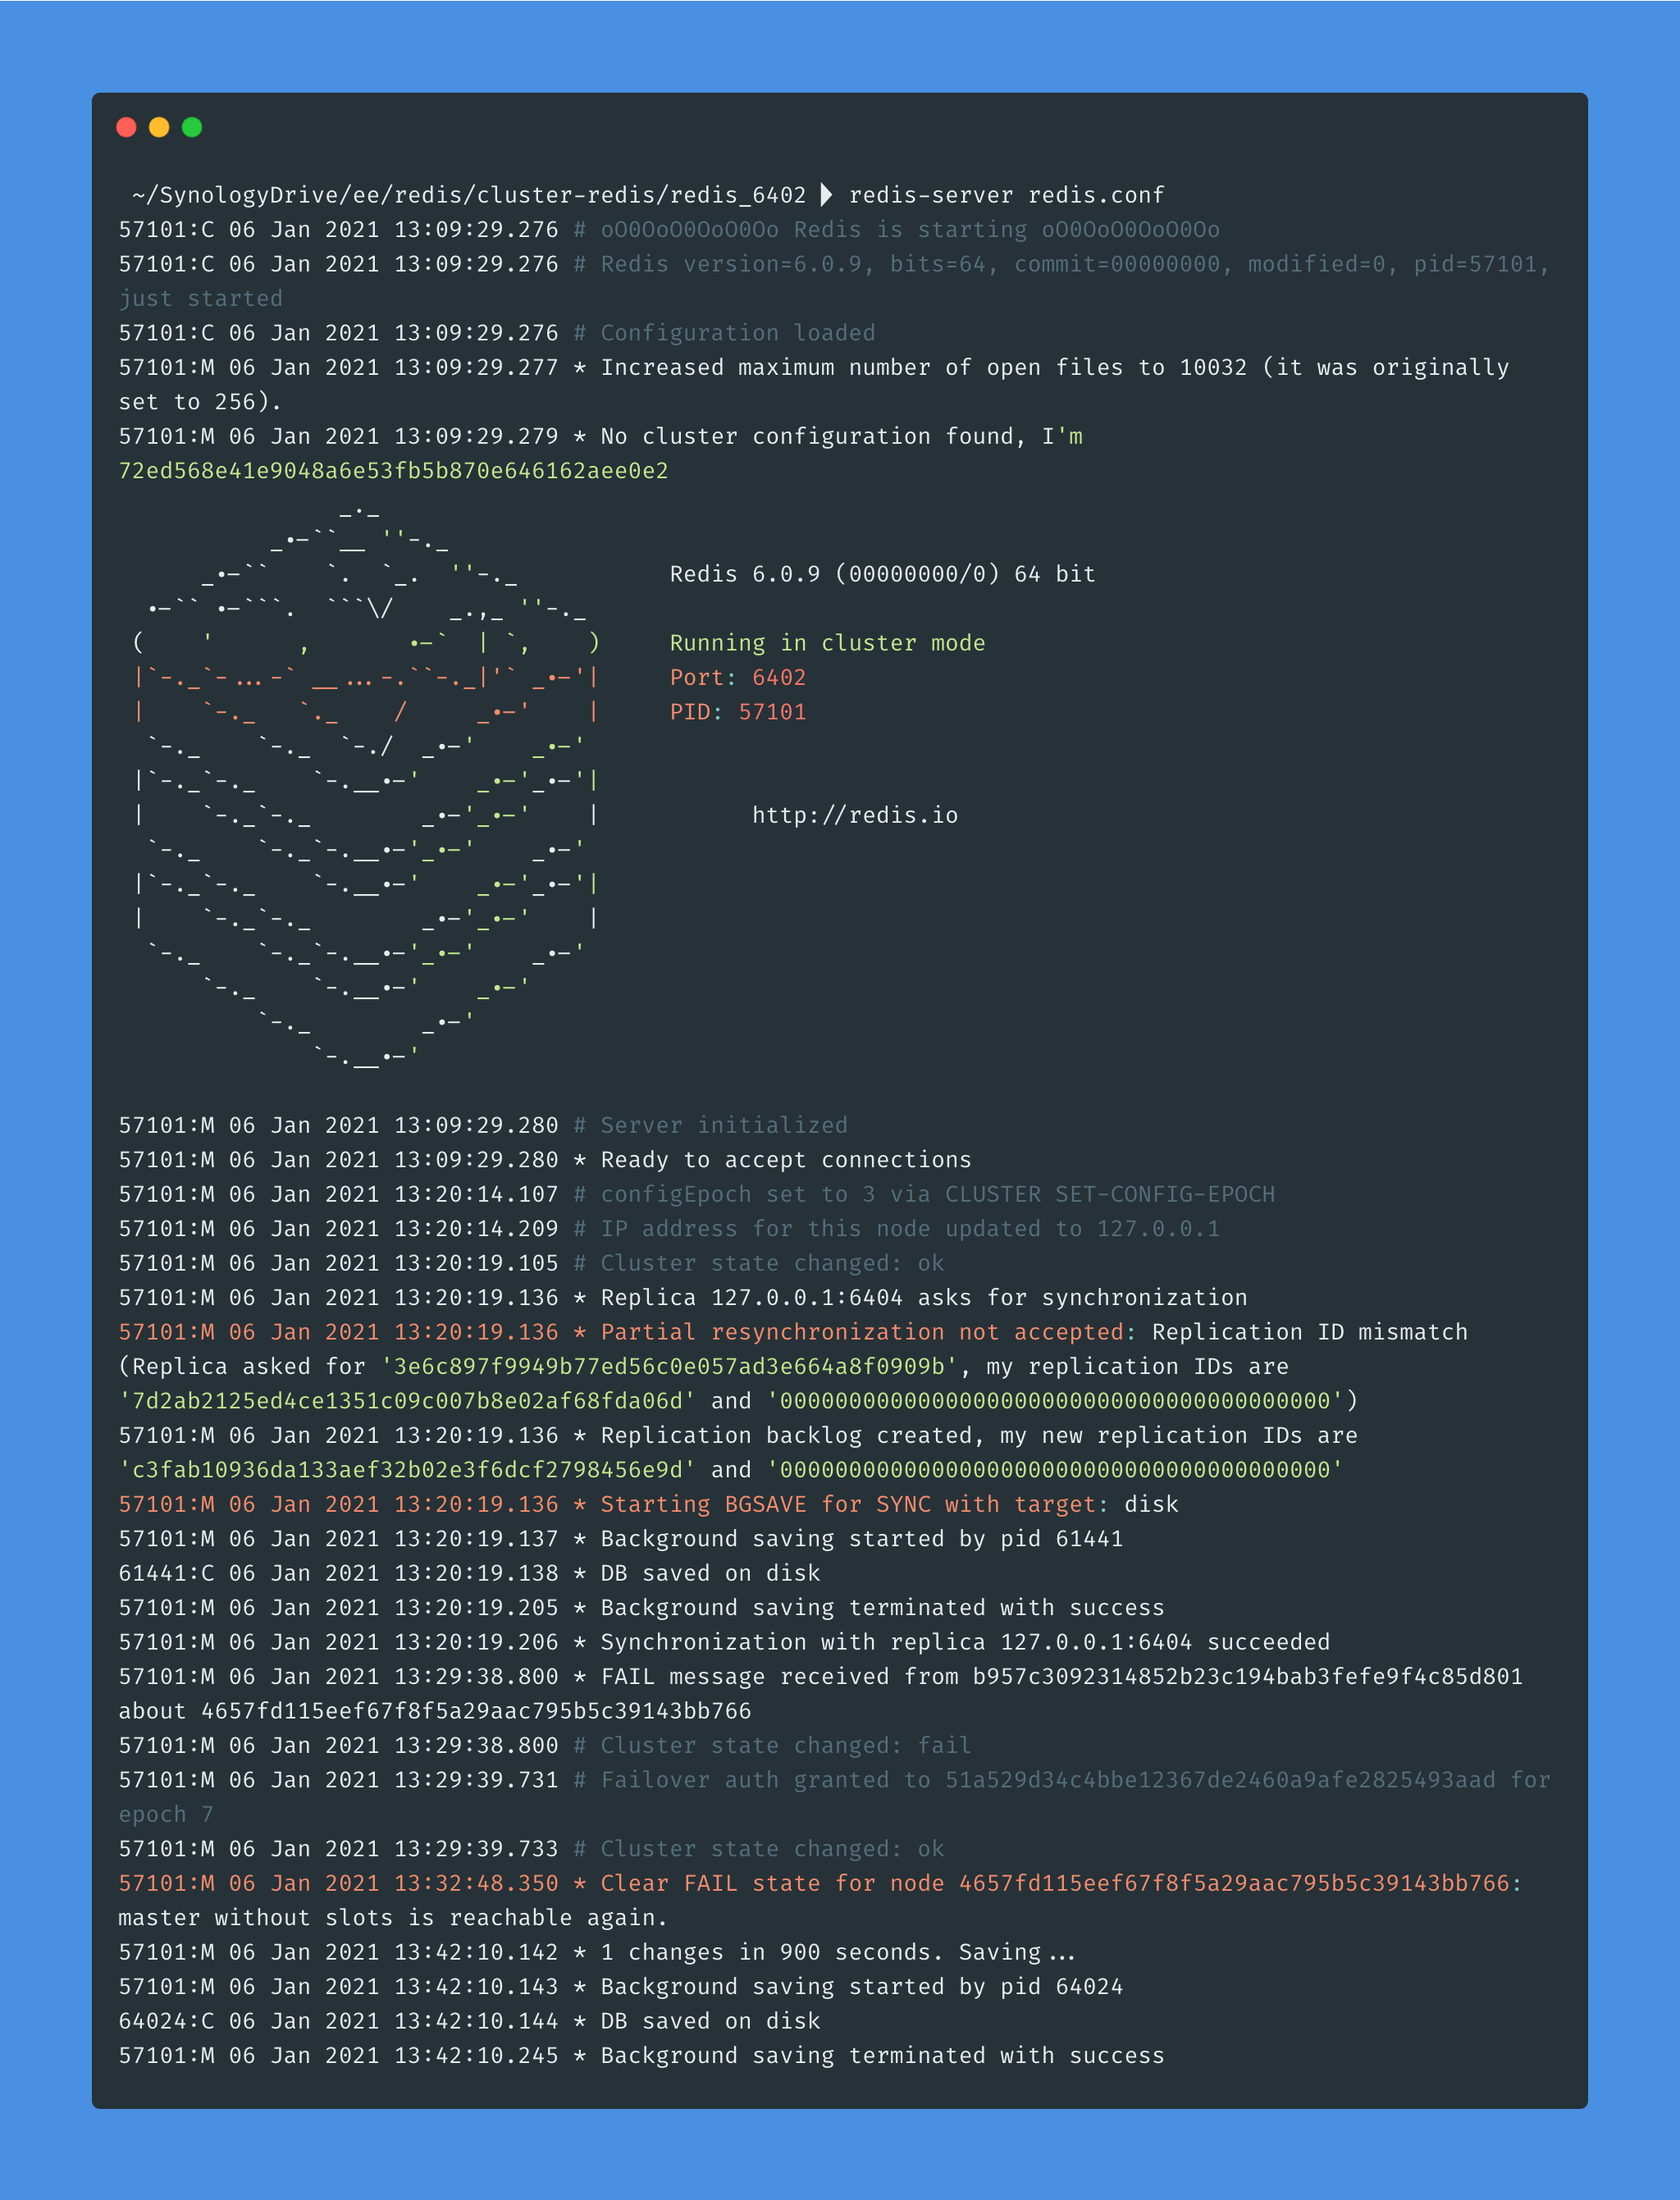 ~/SynologyDrive/ee/redis/cluster-redis/redis_6402 ▶ redis-server redis.conf
57101:C 06 Jan 2021 13:09:29.276 # oO0OoO0OoO0Oo Redis is starting oO0OoO0OoO0Oo
57101:C 06 Jan 2021 13:09:29.276 # Redis version=6.0.9, bits=64, commit=00000000, modified=0, pid=57101,
just started
57101:C 06 Jan 2021 13:09:29.276 # Configuration loaded
57101:M 06 Jan 2021 13:09:29.277 * Increased maximum number of open files to 10032 (it was originally
set to 256).
57101:M 06 Jan 2021 13:09:29.279 * No cluster configuration found, I'm
72ed568e41e9048a6e53fb5b870e646162aee0e2
Redis 6.0.9 (00000000/0) 64 bit
Running in cluster mode
Port: 6402
PID: 57101
http://redis.io
57101:M 06 Jan 2021 13:09:29.280 # Server initialized
57101:M 06 Jan 2021 13:09:29.280 * Ready to accept connections
57101:M 06 Jan 2021 13:20:14.107 # configEpoch set to 3 via CLUSTER SET-CONFIG-EPOCH
57101:M 06 Jan 2021 13:20:14.209 # IP address for this node updated to 127.0.0.1
57101:M 06 Jan 2021 13:20:19.105 # Cluster state changed: ok
57101:M 06 Jan 2021 13:20:19.136 * Replica 127.0.0.1:6404 asks for synchronization
57101:M 06 Jan 2021 13:20:19.136 * Partial resynchronization not accepted: Replication ID mismatch
(Replica asked for '3e6c897f9949b77ed56c0e057ad3e664a8f0909b', my replication IDs are
'7d2ab2125ed4ce1351c09c007b8e02af68fda06d' and '0000000000000000000000000000000000000000')
57101:M 06 Jan 2021 13:20:19.136 * Replication backlog created, my new replication IDs are
'c3fab10936da133aef32b02e3f6dcf2798456e9d' and '0000000000000000000000000000000000000000'
57101:M 06 Jan 2021 13:20:19.136 * Starting BGSAVE for SYNC with target: disk
57101:M 06 Jan 2021 13:20:19.137 * Background saving started by pid 61441
61441:C 06 Jan 2021 13:20:19.138 * DB saved on disk
57101:M 06 Jan 2021 13:20:19.205 * Background saving terminated with success
57101:M 06 Jan 2021 13:20:19.206 * Synchronization with replica 127.0.0.1:6404 succeeded
57101:M 06 Jan 2021 13:29:38.800 * FAIL message received from b957c3092314852b23c194bab3fefe9f4c85d801
about 4657fd115eef67f8f5a29aac795b5c39143bb766
57101:M 06 Jan 2021 13:29:38.800 # Cluster state changed: fail
57101:M 06 Jan 2021 13:29:39.731 # Failover auth granted to 51a529d34c4bbe12367de2460a9afe2825493aad for
epoch 7
57101:M 06 Jan 2021 13:29:39.733 # Cluster state changed: ok
57101:M 06 Jan 2021 13:32:48.350 * Clear FAIL state for node 4657fd115eef67f8f5a29aac795b5c39143bb766:
master without slots is reachable again.
57101:M 06 Jan 2021 13:42:10.142 * 1 changes in 900 seconds. Saving...
57101:M 06 Jan 2021 13:42:10.143 * Background saving started by pid 64024
64024:C 06 Jan 2021 13:42:10.144 * DB saved on disk
57101:M 06 Jan 2021 13:42:10.245 * Background saving terminated with success